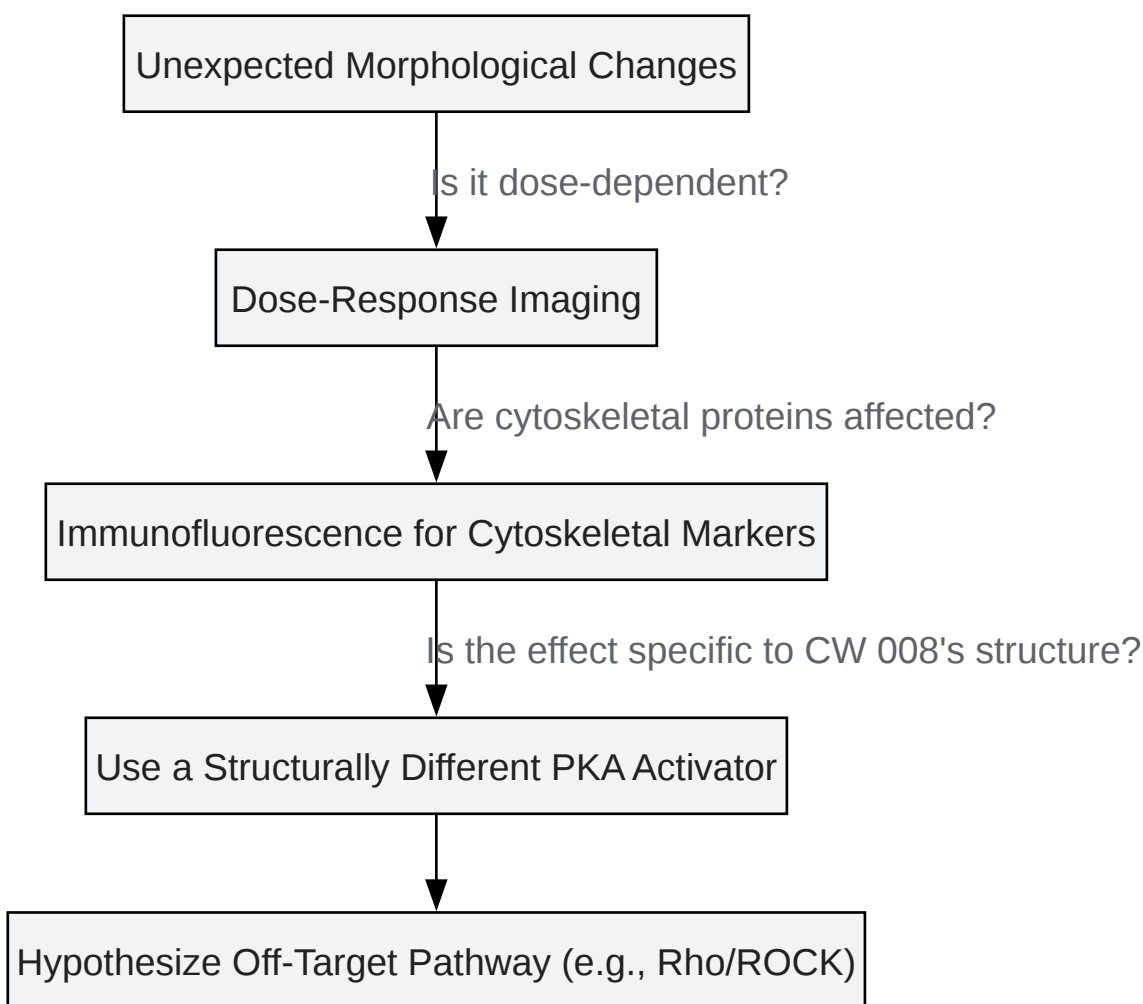 Unexpected Morphological Changes
Is it dose-dependent?
Dose-Response Imaging
Are cytoskeletal proteins affected?
Immunofluorescence for Cytoskeletal Markers
Is the effect specific to CW 008's structure?
Use a Structurally Different PKA Activator
Hypothesize Off-Target Pathway (e.g., Rho/ROCK)